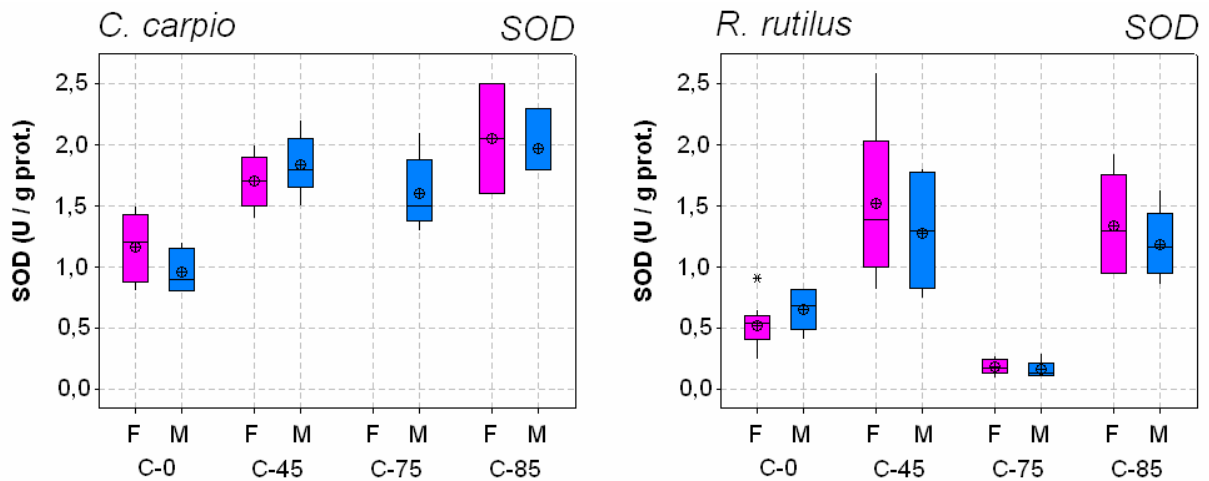 C. carpio SOD
SOD (U / g prot.)
2,5
2,0
1,5
1,0
0,5
0,0
F M F M F M F M
C-0 C-45 C-75 C-85
R. rutilus SOD
SOD (U / g prot.)
2,5
2,0
1,5
1,0
0,5
0,0
F M F M F M F M
C-0 C-45 C-75 C-85